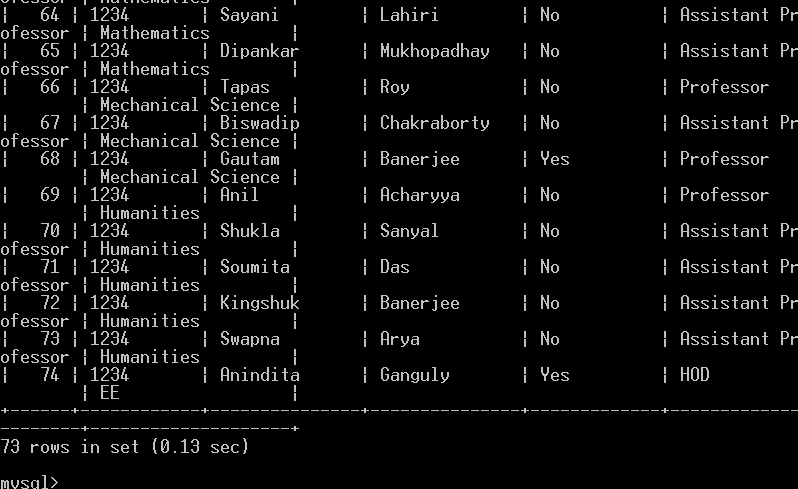 ofessor | Mathematics         |
|   64 | 1234       | Sayani        | Lahiri        | No          | Assistant Pr
ofessor | Mathematics         |
|   65 | 1234       | Dipankar      | Mukhopadhay   | No          | Assistant Pr
ofessor | Mathematics         |
|   66 | 1234       | Tapas         | Roy           | No          | Professor
        | Mechanical Science |
|   67 | 1234       | Biswadip      | Chakraborty   | No          | Assistant Pr
ofessor | Mechanical Science |
|   68 | 1234       | Gautam        | Banerjee      | Yes         | Professor
        | Mechanical Science |
|   69 | 1234       | Anil          | Acharyya      | No          | Professor
        | Humanities         |
|   70 | 1234       | Shukla        | Sanyal        | No          | Assistant Pr
ofessor | Humanities         |
|   71 | 1234       | Soumita       | Das           | No          | Assistant Pr
ofessor | Humanities         |
|   72 | 1234       | Kingshuk      | Banerjee      | No          | Assistant Pr
ofessor | Humanities         |
|   73 | 1234       | Swapna        | Arya          | No          | Assistant Pr
ofessor | Humanities         |
|   74 | 1234       | Anindita      | Ganguly       | Yes         | HOD
        | EE                 |
+------+------------+---------------+---------------+-------------+-------------
--------+--------------------+
73 rows in set (0.13 sec)
mysql>